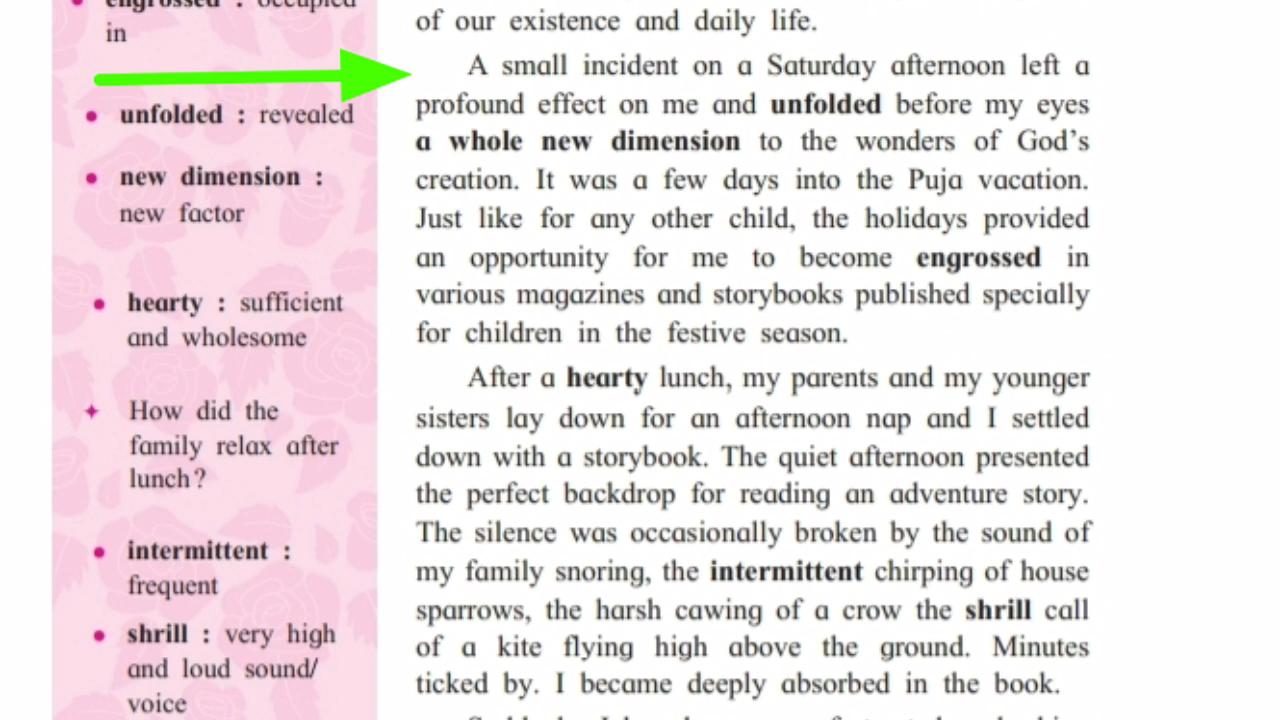 engrossed : occupied
in
unfolded : revealed
new dimension :
new factor
hearty : sufficient
and wholesome
How did the
family relax after
lunch?
intermittent :
frequent
shrill : very high
and loud sound/
voice
of our existence and daily life.
A small incident on a Saturday afternoon left a
profound effect on me and unfolded before my eyes
a whole new dimension to the wonders of God's
creation. It was a few days into the Puja vacation.
Just like for any other child, the holidays provided
an opportunity for me to become engrossed in
various magazines and storybooks published specially
for children in the festive season.
After a hearty lunch, my parents and my younger
sisters lay down for an afternoon nap and I settled
down with a storybook. The quiet afternoon presented
the perfect backdrop for reading an adventure story.
The silence was occasionally broken by the sound of
my family snoring, the intermittent chirping of house
sparrows, the harsh cawing of a crow the shrill call
of a kite flying high above the ground. Minutes
ticked by. I became deeply absorbed in the book.